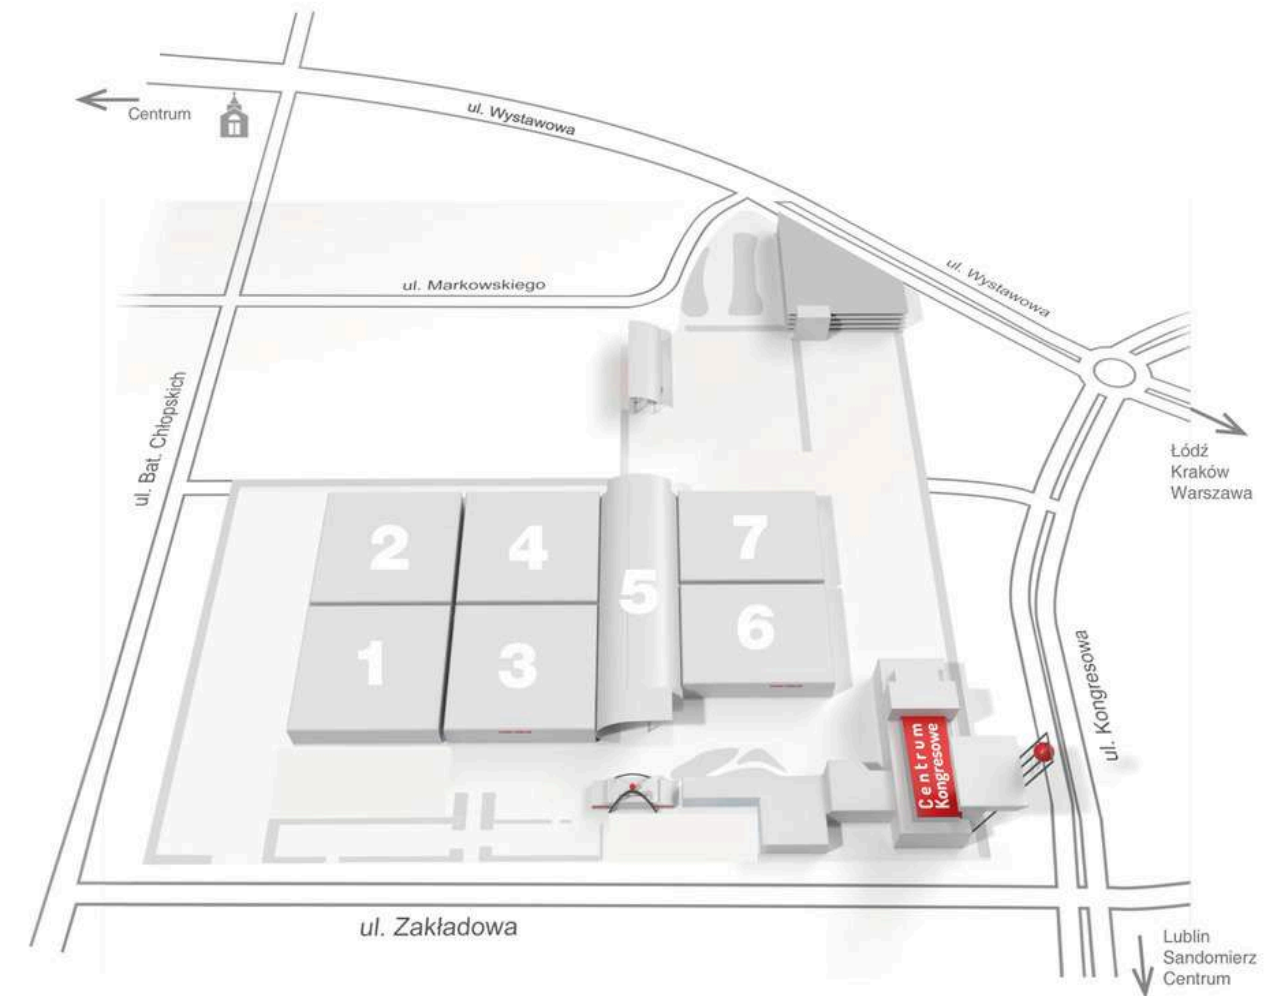 ul. Wystawowa
Centrum
ul. Wystawowa
ul. Markowskiego
ul. Bat. Chłopskich
Łódź
Kraków
Warszawa
2
4
7
5
6
1
3
ul. Kongresowa
Centrum
Kongresowe
ul. Zakładowa
Lublin
Sandomierz
Centrum